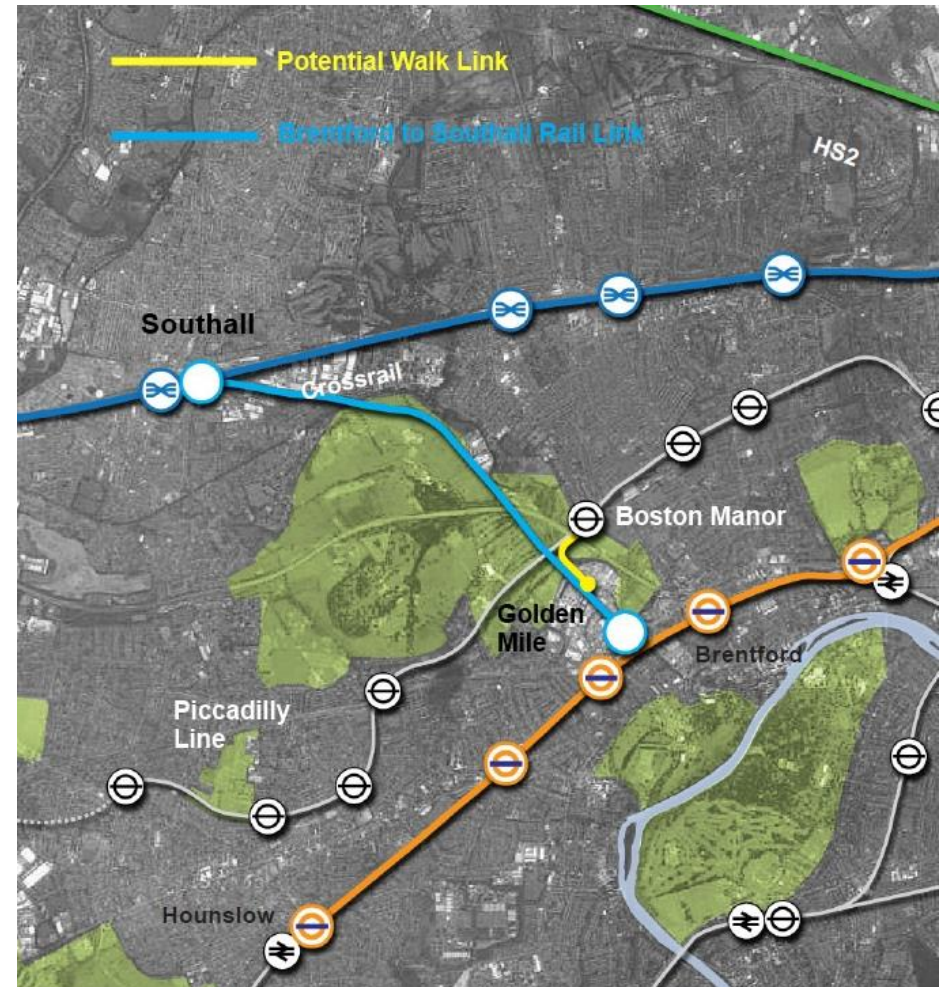 Potential Walk Link
Brentford to Southall Rail Link
HS2
Southall
Crossrail
Boston Manor
Golden
Mile
Brentford
Piccadilly
Line
Hounslow